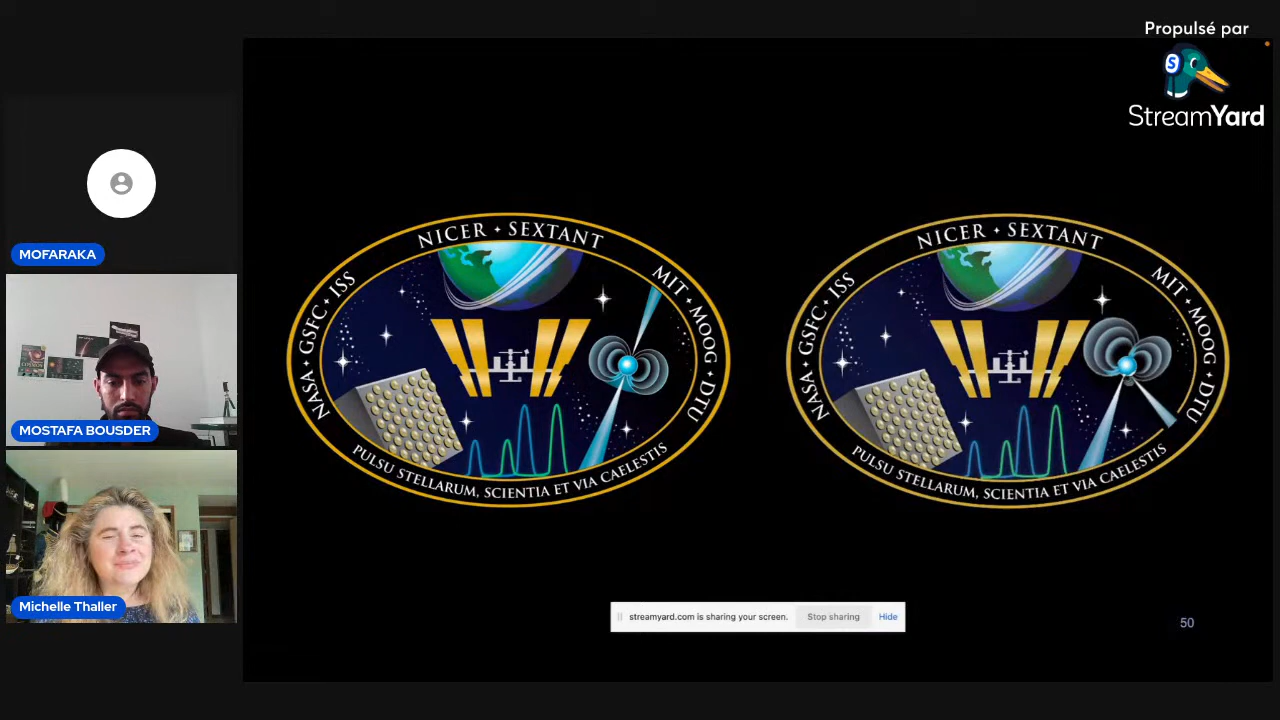 Propulsé par
StreamYard
MOFARAKA
MOSTAFA BOUSDER
Michelle Thaller
NASA • GSFC • ISS
NICER • SEXTANT
MIT • MOOG • DTU
PULSU STELLARUM, SCIENTIA ET VIA CAELESTIS
NASA • GSFC • ISS
NICER • SEXTANT
MIT • MOOG • DTU
PULSU STELLARUM, SCIENTIA ET VIA CAELESTIS
streamyard.com is sharing your screen. Stop sharing Hide
50